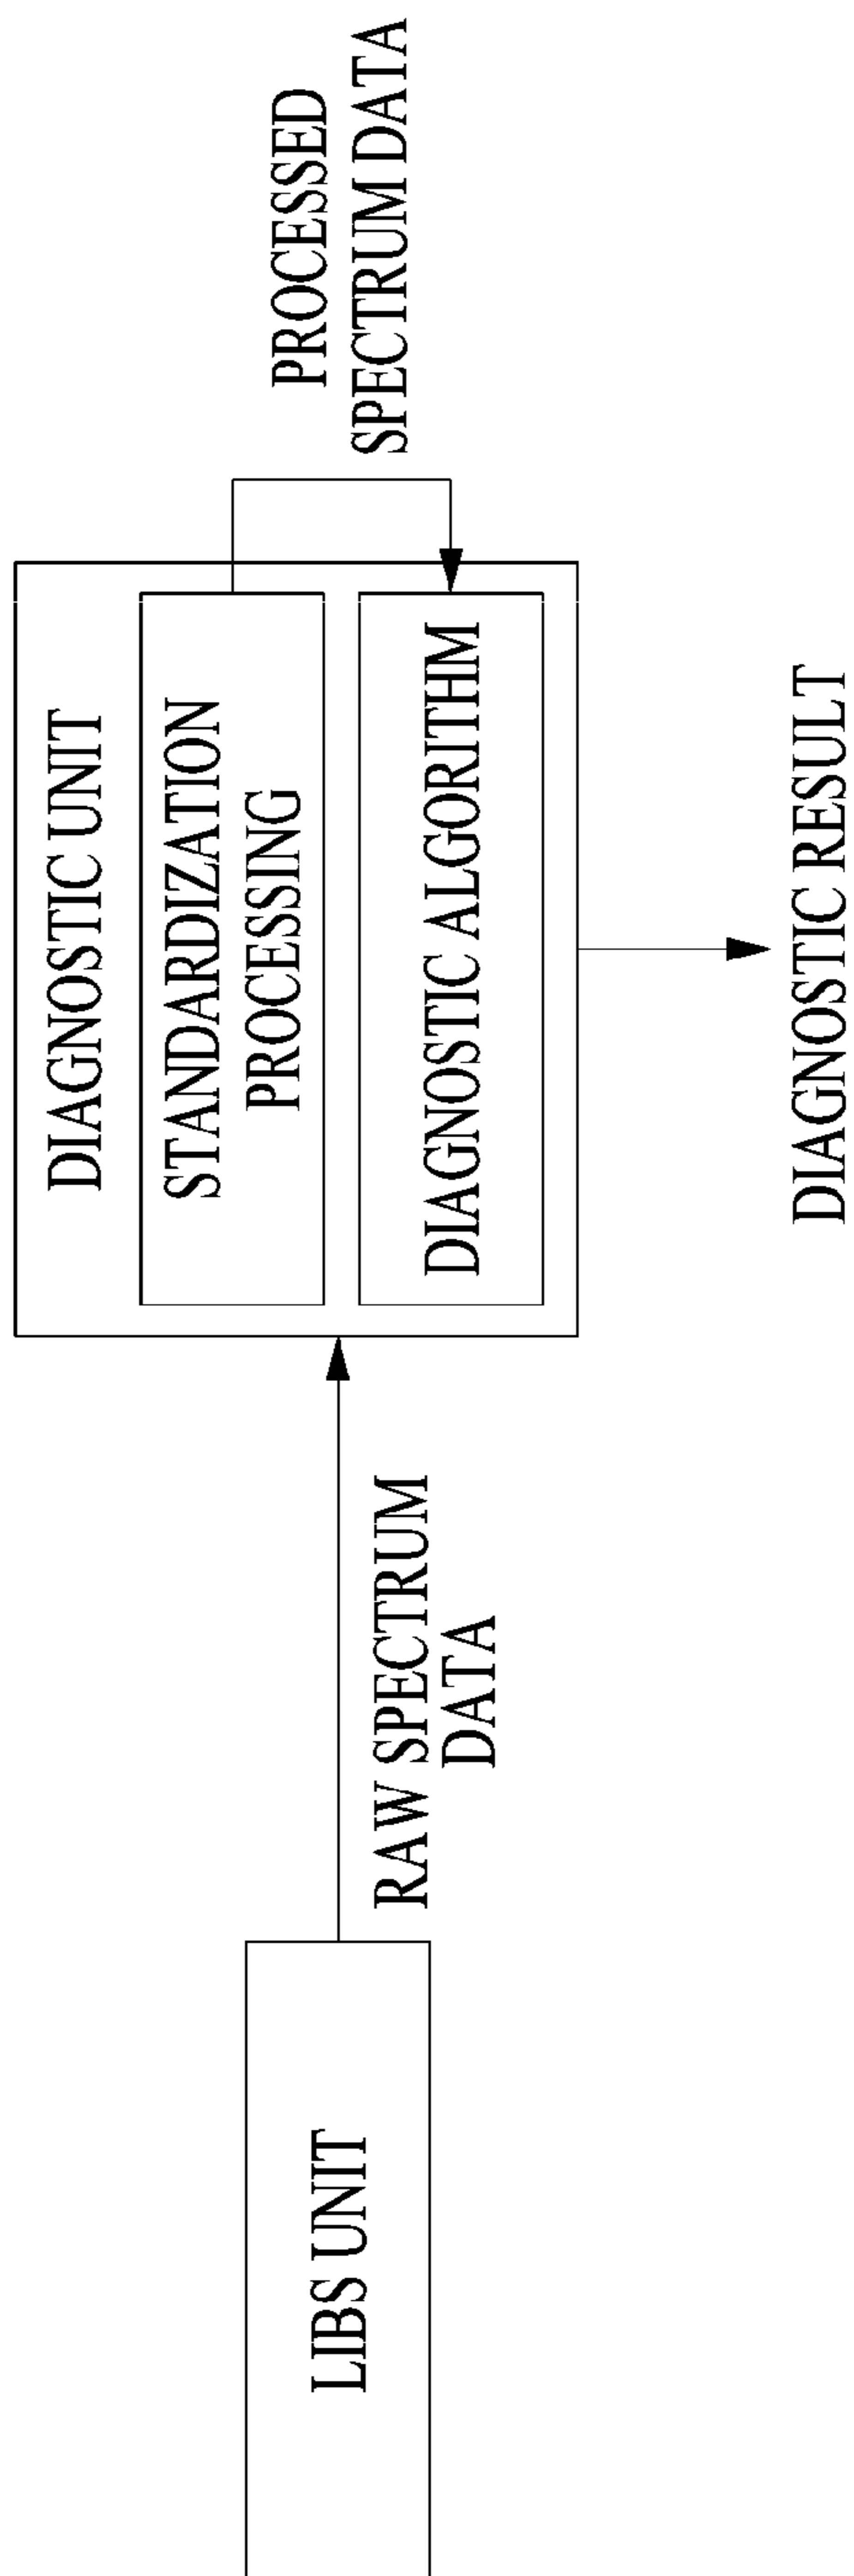 LIBS UNIT
RAW SPECTRUM
DATA
DIAGNOSTIC UNIT
STANDARDIZATION
PROCESSING
DIAGNOSTIC ALGORITHM
PROCESSED
SPECTRUM DATA
DIAGNOSTIC RESULT